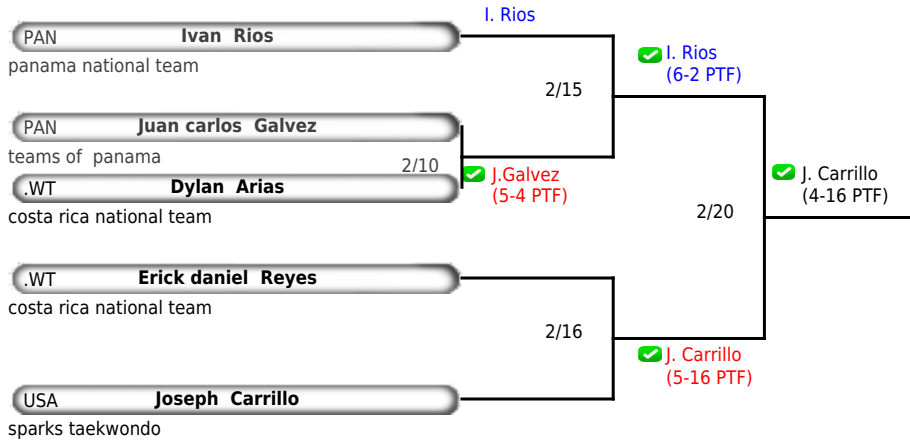 I. Rios
PAN Ivan Rios
panama national team
I. Rios
(6-2 PTF)
2/15
PAN Juan carlos Galvez
teams of panama
2/10
J.Galvez
(5-4 PTF)
.WT Dylan Arias
costa rica national team
J. Carrillo
(4-16 PTF)
2/20
.WT Erick daniel Reyes
costa rica national team
2/16
J. Carrillo
(5-16 PTF)
USA Joseph Carrillo
sparks taekwondo